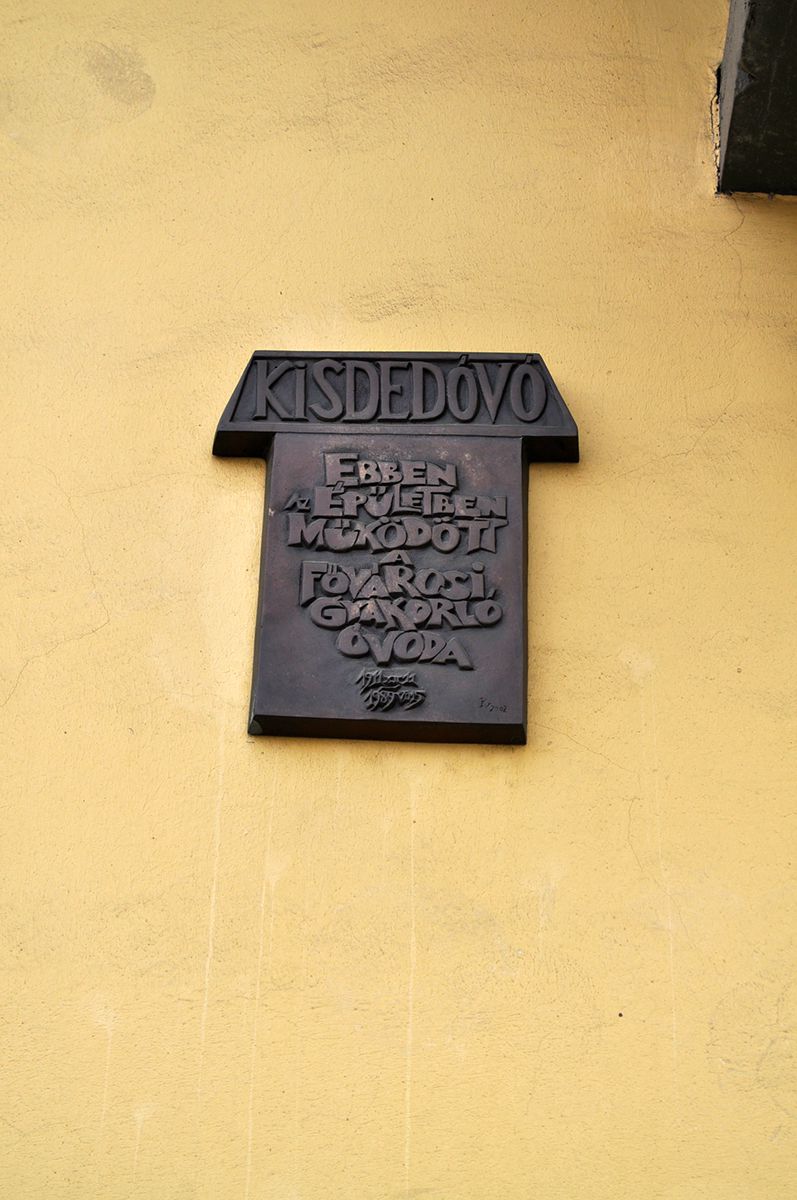 KiSDEDÓVÓ
EBBEN
AZ ÉPÜLETBEN
MŰKÖDÖTT
A
FŐVÁROSI
GYAKORLÓ
ÓVODA